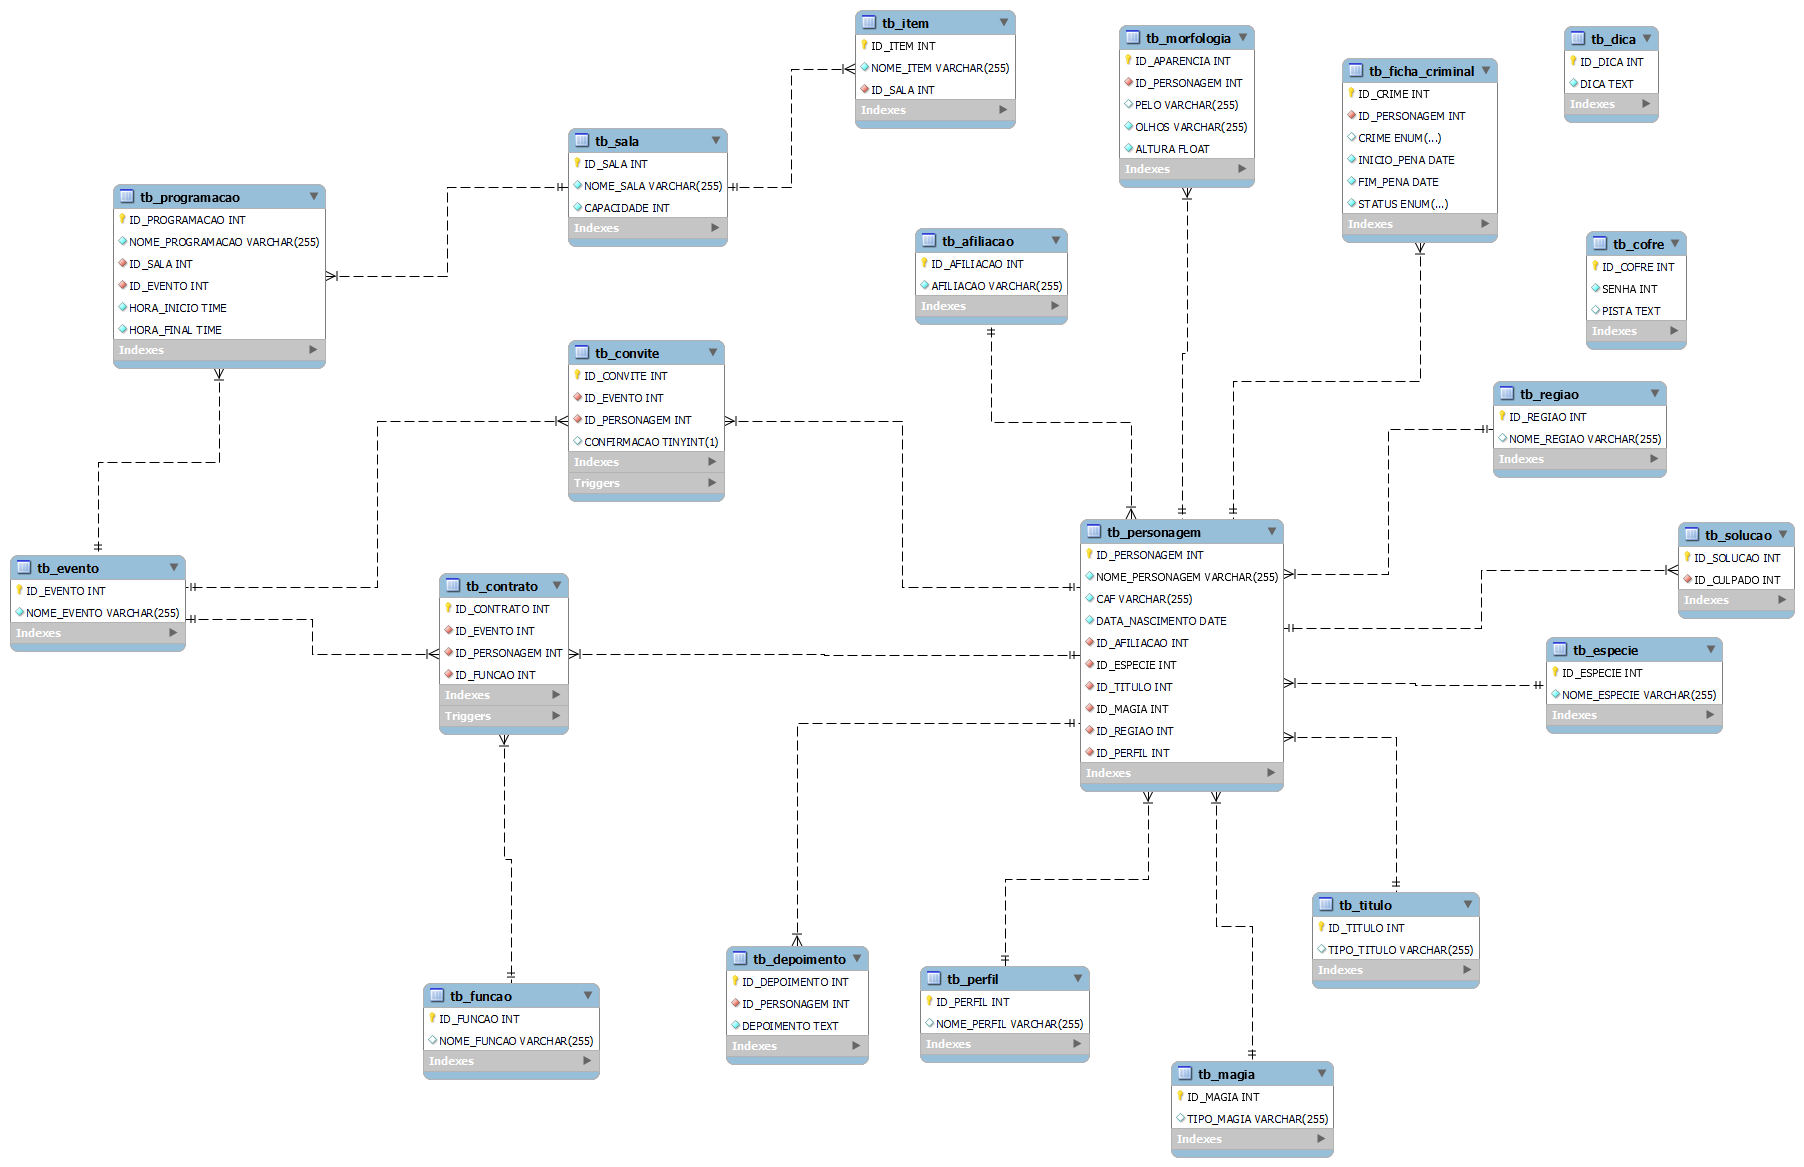 tb_item
ID_ITEM INT
NOME_ITEM VARCHAR(255)
ID_SALA INT
Indexes
tb_morfologia
ID_APARENCIA INT
ID_PERSONAGEM INT
PELO VARCHAR(255)
OLHOS VARCHAR(255)
ALTURA FLOAT
Indexes
tb_dica
ID_DICA INT
DICA TEXT
Indexes
tb_ficha_criminal
ID_CRIME INT
ID_PERSONAGEM INT
CRIME ENUM(...)
INICIO_PENA DATE
FIM_PENA DATE
STATUS ENUM(...)
Indexes
tb_sala
ID_SALA INT
NOME_SALA VARCHAR(255)
CAPACIDADE INT
Indexes
tb_programacao
ID_PROGRAMACAO INT
NOME_PROGRAMACAO VARCHAR(255)
ID_SALA INT
ID_EVENTO INT
HORA_INICIO TIME
HORA_FINAL TIME
Indexes
tb_afiliacao
ID_AFILIACAO INT
AFILIACAO VARCHAR(255)
Indexes
tb_cofre
ID_COFRE INT
SENHA INT
PISTA TEXT
Indexes
tb_convite
ID_CONVITE INT
ID_EVENTO INT
ID_PERSONAGEM INT
CONFIRMACAO TINYINT(1)
Indexes
Triggers
tb_regiao
ID_REGIAO INT
NOME_REGIAO VARCHAR(255)
Indexes
tb_personagem
ID_PERSONAGEM INT
NOME_PERSONAGEM VARCHAR(255)
CAF VARCHAR(255)
DATA_NASCIMENTO DATE
ID_AFILIACAO INT
ID_ESPECIE INT
ID_TITULO INT
ID_MAGIA INT
ID_REGIAO INT
ID_PERFIL INT
Indexes
tb_solucao
ID_SOLUCAO INT
ID_CULPADO INT
Indexes
tb_evento
ID_EVENTO INT
NOME_EVENTO VARCHAR(255)
Indexes
tb_contrato
ID_CONTRATO INT
ID_EVENTO INT
ID_PERSONAGEM INT
ID_FUNCAO INT
Indexes
Triggers
tb_especie
ID_ESPECIE INT
NOME_ESPECIE VARCHAR(255)
Indexes
tb_titulo
ID_TITULO INT
TIPO_TITULO VARCHAR(255)
Indexes
tb_depoimento
ID_DEPOIMENTO INT
ID_PERSONAGEM INT
DEPOIMENTO TEXT
Indexes
tb_perfil
ID_PERFIL INT
NOME_PERFIL VARCHAR(255)
Indexes
tb_funcao
ID_FUNCAO INT
NOME_FUNCAO VARCHAR(255)
Indexes
tb_magia
ID_MAGIA INT
TIPO_MAGIA VARCHAR(255)
Indexes